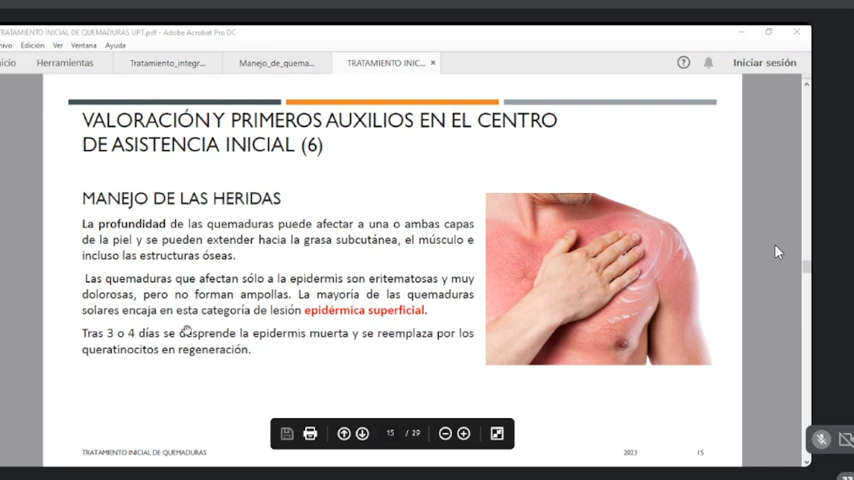 TRATAMIENTO INICIAL DE QUEMADURAS UPT.pdf - Adobe Acrobat Pro DC
Edición Ver Ventana Ayuda
Herramientas Tratamiento_integr... Manejo_de_quema... TRATAMIENTO INIC... × Iniciar sesión
VALORACIÓN Y PRIMEROS AUXILIOS EN EL CENTRO
DE ASISTENCIA INICIAL (6)
MANEJO DE LAS HERIDAS
La profundidad de las quemaduras puede afectar a una o ambas capas
de la piel y se pueden extender hacia la grasa subcutánea, el músculo e
incluso las estructuras óseas.
Las quemaduras que afectan sólo a la epidermis son eritematosas y muy
dolorosas, pero no forman ampollas. La mayoría de las quemaduras
solares encaja en esta categoría de lesión epidérmica superficial.
Tras 3 o 4 días se desprende la epidermis muerta y se reemplaza por los
queratinocitos en regeneración.
15 / 19
TRATAMIENTO INICIAL DE QUEMADURAS 2023 15